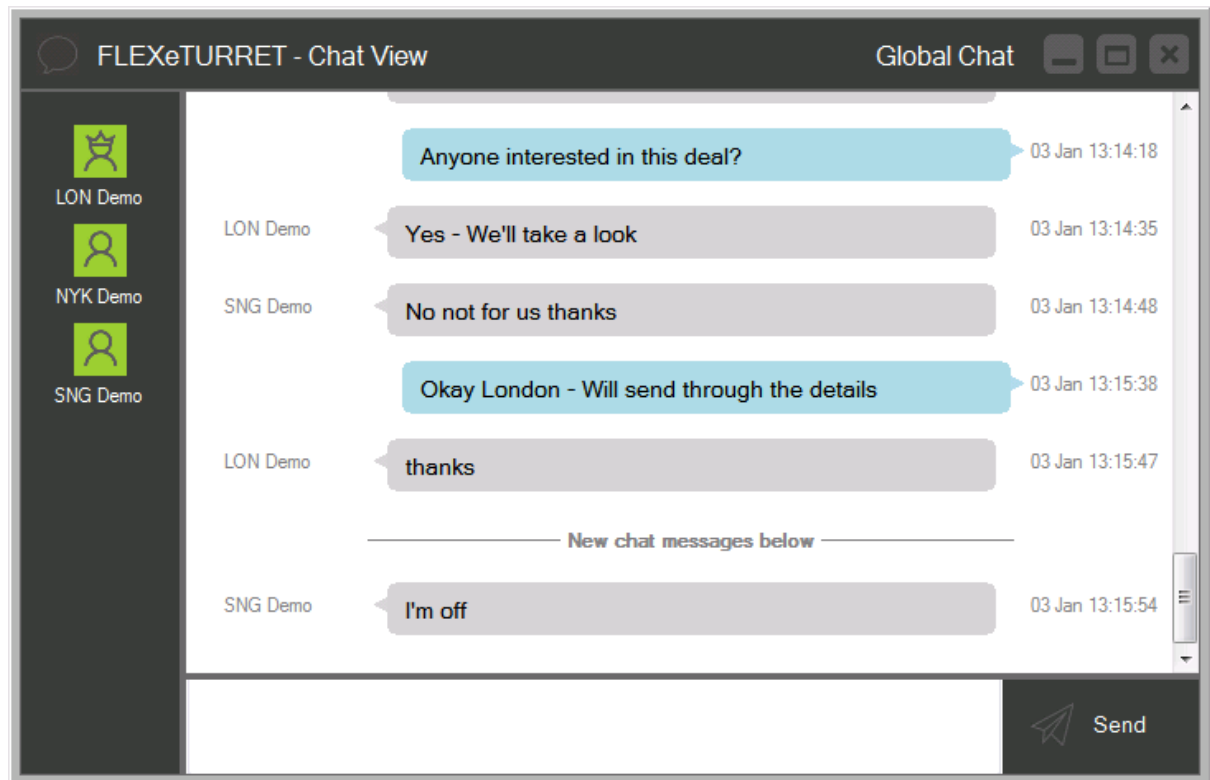 FLEXeTURRET - Chat View
Global Chat
LON Demo
NYK Demo
SNG Demo
Anyone interested in this deal?
03 Jan 13:14:18
LON Demo
Yes - We'll take a look
03 Jan 13:14:35
SNG Demo
No not for us thanks
03 Jan 13:14:48
Okay London - Will send through the details
03 Jan 13:15:38
LON Demo
thanks
03 Jan 13:15:47
New chat messages below
SNG Demo
I'm off
03 Jan 13:15:54
Send